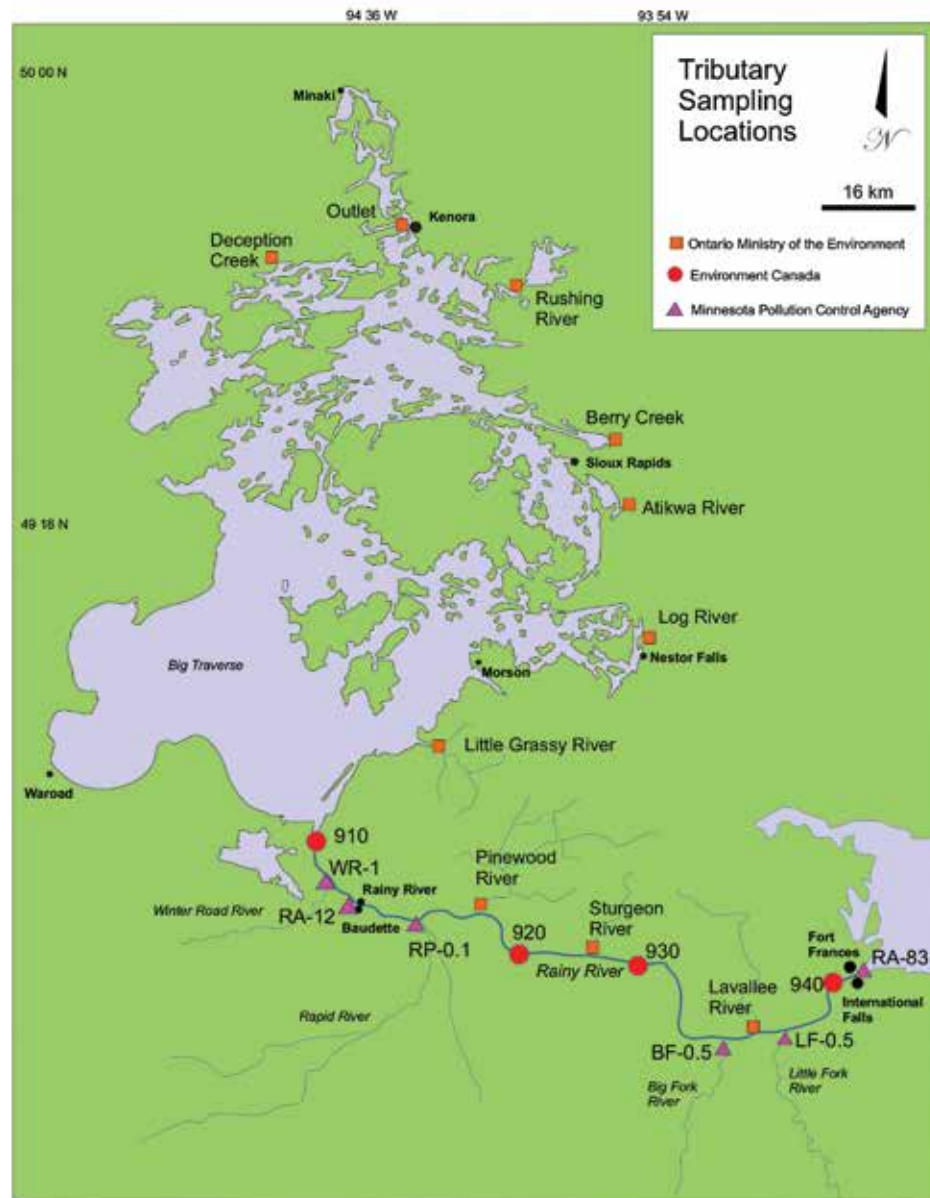 94 36 W
93 54 W
50 00 N
Tributary
Sampling
Locations
N
16 km
Ontario Ministry of the Environment
Environment Canada
Minnesota Pollution Control Agency
Minaki
Outlet
Kenora
Deception
Creek
Rushing
River
Berry Creek
Sioux Rapids
Atikwa River
49 18 N
Log River
Nestor Falls
Big Traverse
Morson
Little Grassy River
Waroad
910
WR-1
Pinewood
River
Rainy River
Winter Road River
RA-12
Baudette
RP-0.1
920
Sturgeon
River
930
Rainy River
Fort
Frances
RA-83
940
International
Falls
Lavallee
River
Rapid River
BF-0.5
LF-0.5
Big Fork
River
Little Fork
River